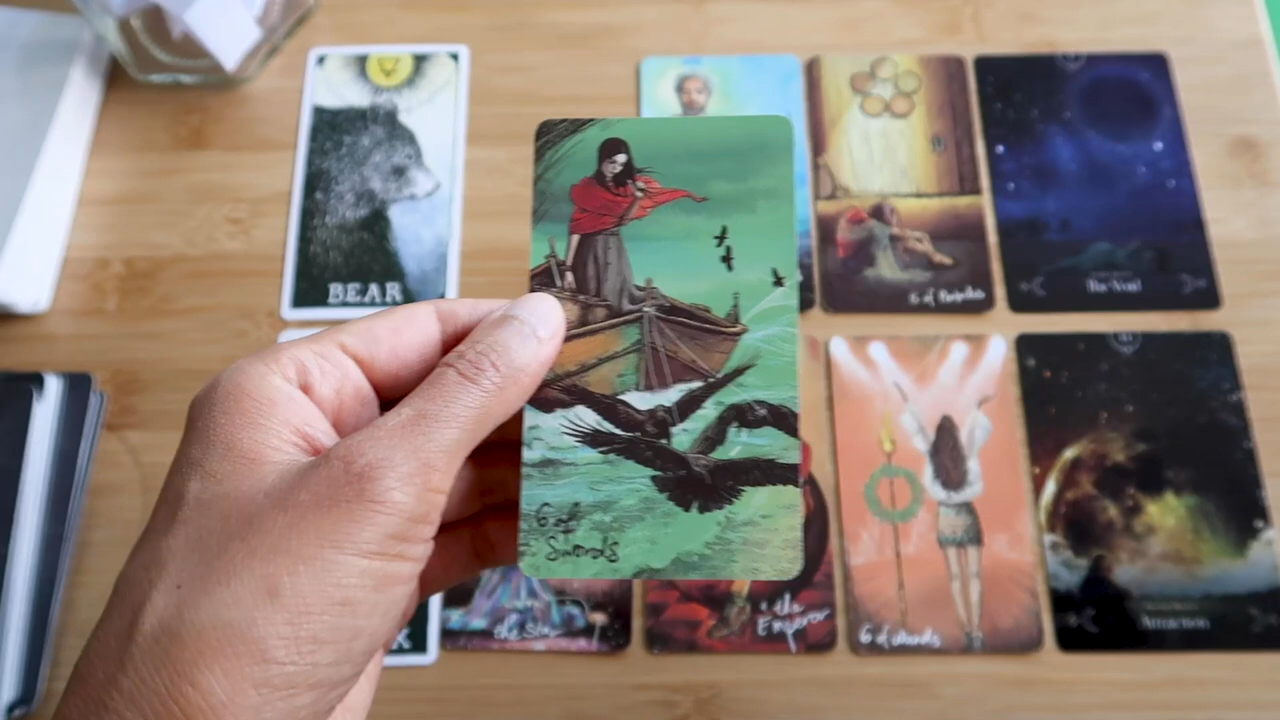 BEAR
6 of Pentacles
The Void
6 of
Swords
the Star
the
Emperor
6 of Wands
Attraction